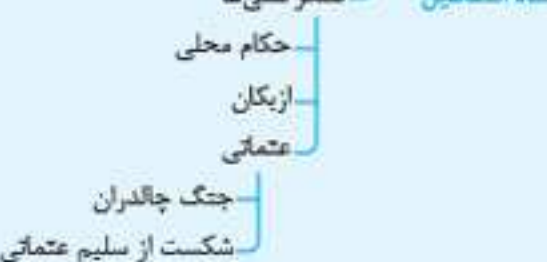 حکام محلی
ازبکان
عثمانی
جنگ چالدران
شکست از سلیم عثمانی